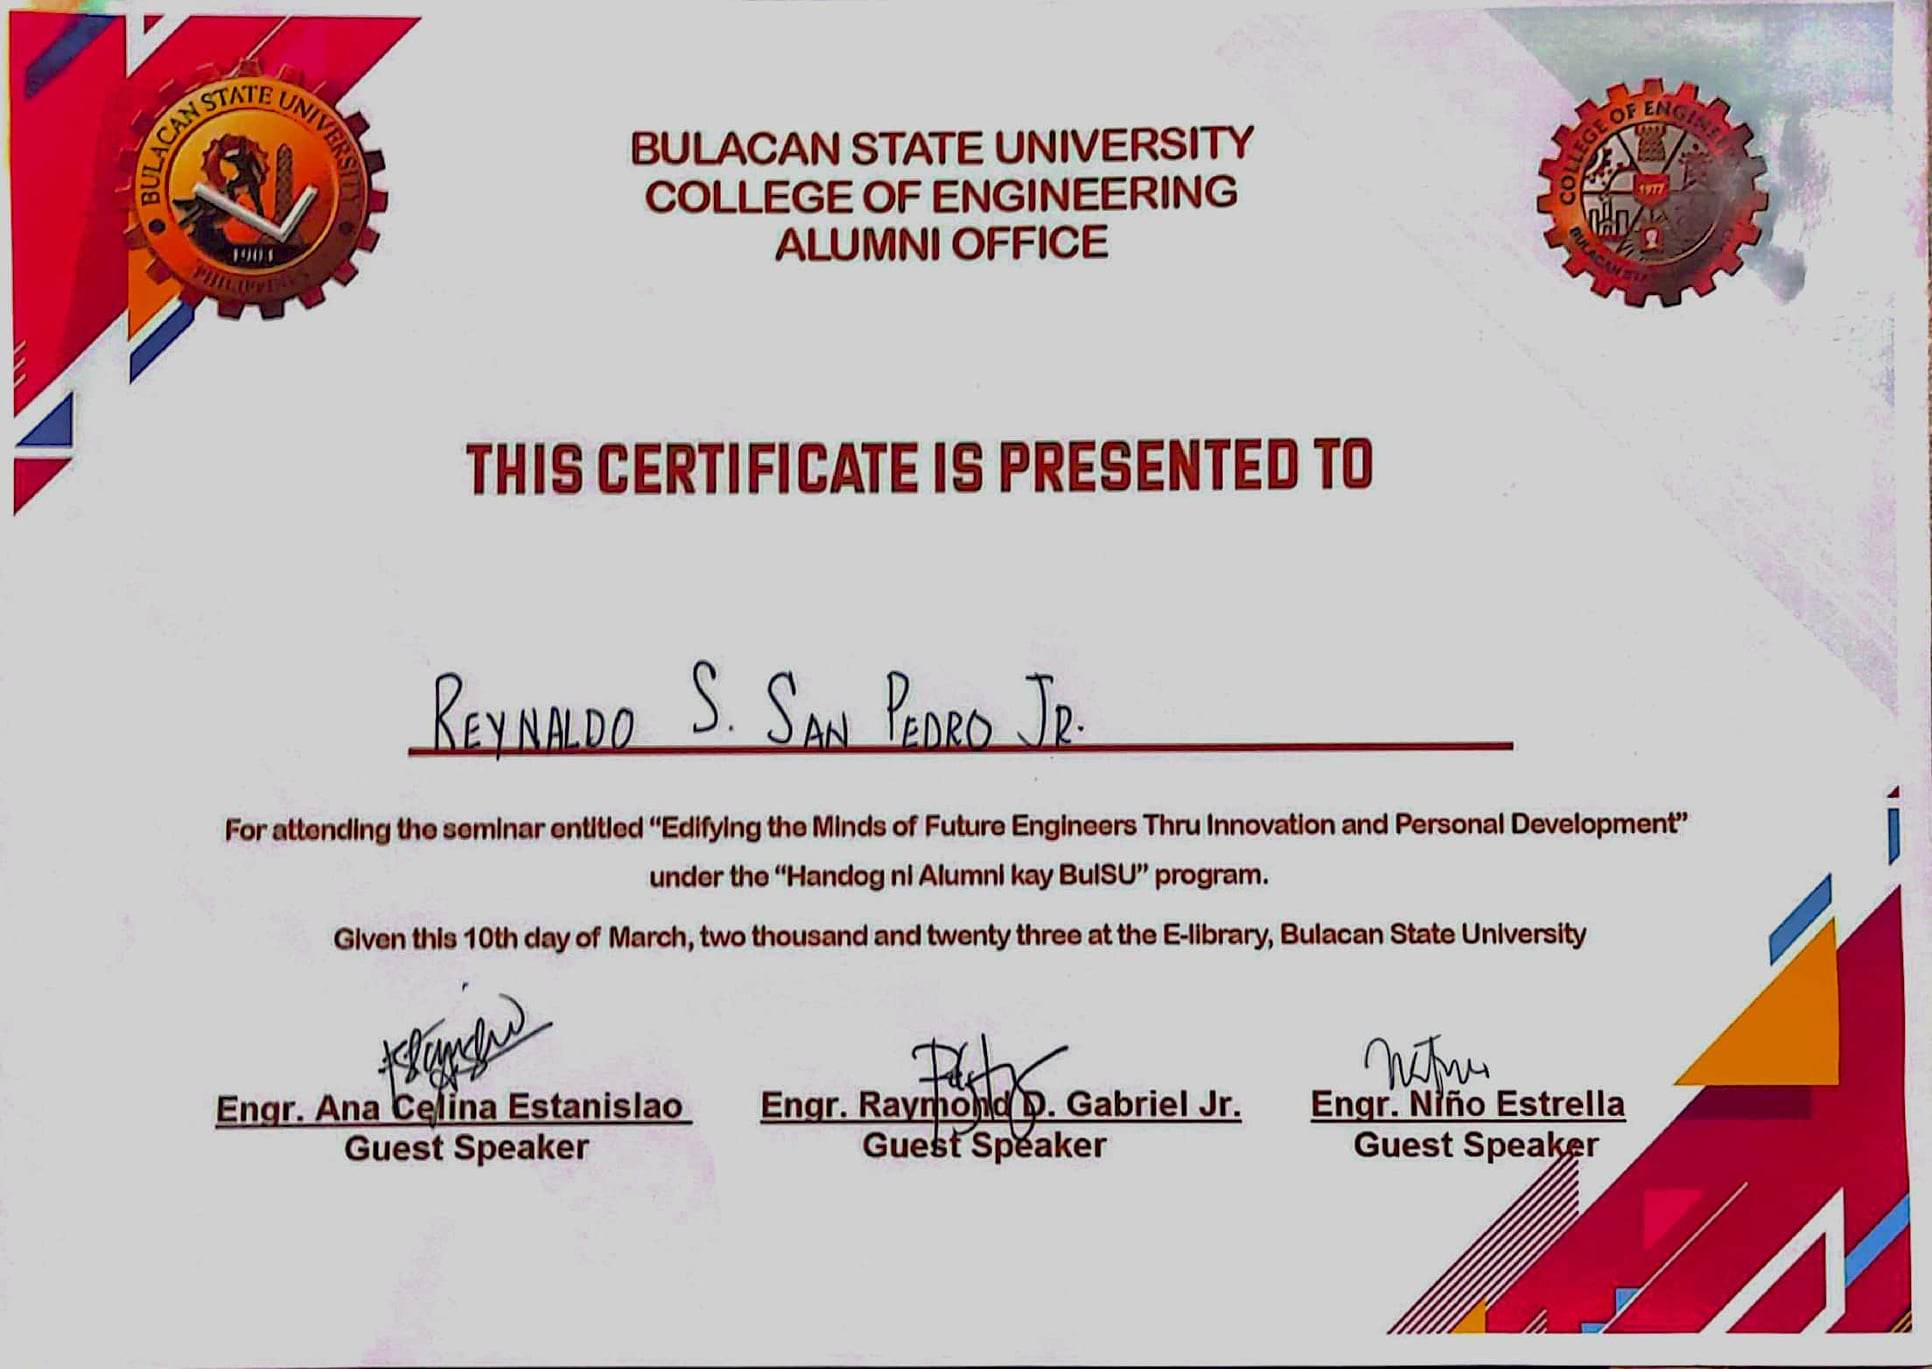 BULACAN STATE UNIVERSITY
1904
PHILIPPINES
COLLEGE OF ENGINEERING
1977
BULACAN STATE UNIVERSITY
COLLEGE OF ENGINEERING
ALUMNI OFFICE
THIS CERTIFICATE IS PRESENTED TO
REYNALDO S. SAN PEDRO JR.
For attending the seminar entitled “Edifying the Minds of Future Engineers Thru Innovation and Personal Development”
under the “Handog ni Alumni kay BulSU” program.
Given this 10th day of March, two thousand and twenty three at the E-library, Bulacan State University
Engr. Ana Celina Estanislao
Guest Speaker
Engr. Raymond D. Gabriel Jr.
Guest Speaker
Engr. Niño Estrella
Guest Speaker